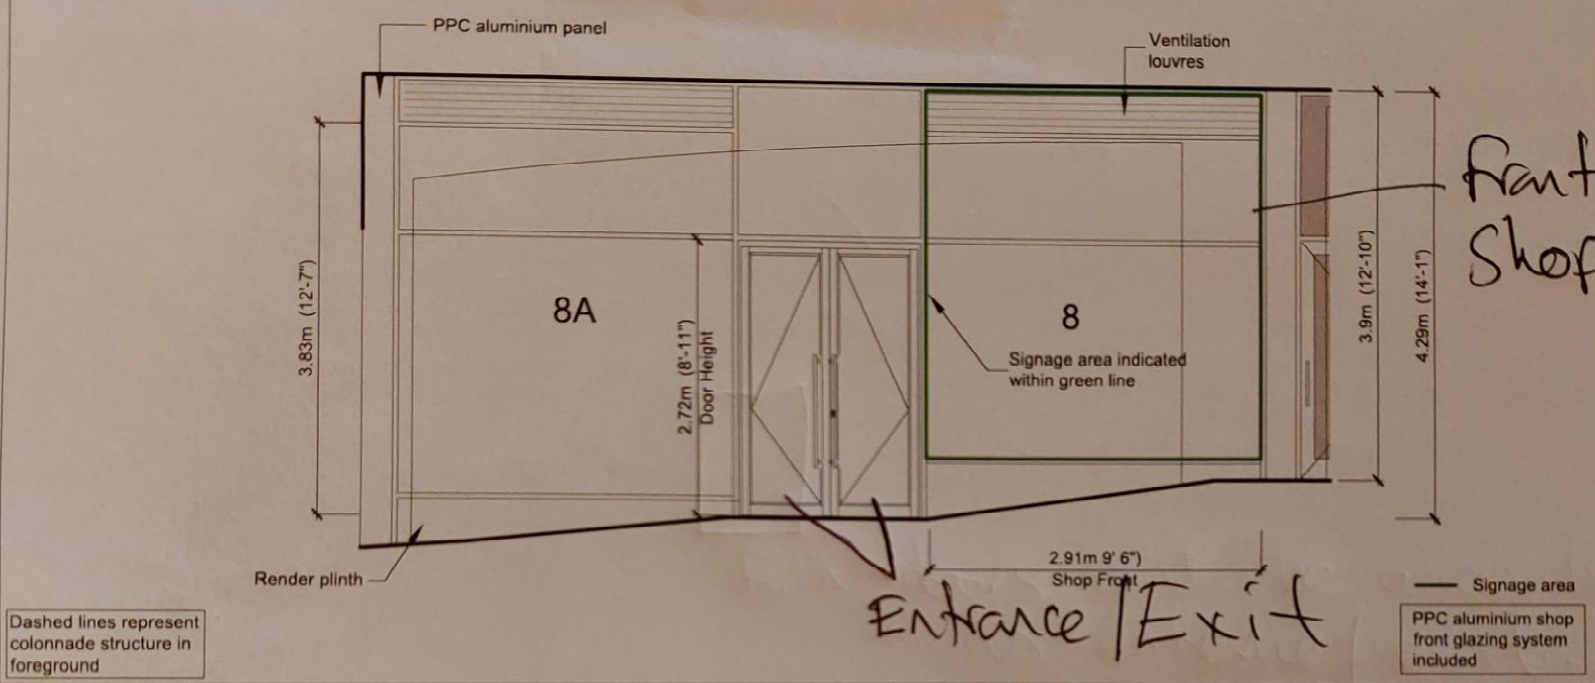 PPC aluminium panel
Ventilation
louvres
front
Shop
3.83m (12'-7")
8A
2.72m (8'-11")
Door Height
8
Signage area indicated
within green line
3.9m (12'-10")
4.29m (14'-1")
Render plinth
2.91m 9' 6")
Shop Front
Entrance / Exit
Signage area
Dashed lines represent
colonnade structure in
foreground
PPC aluminium shop
front glazing system
included